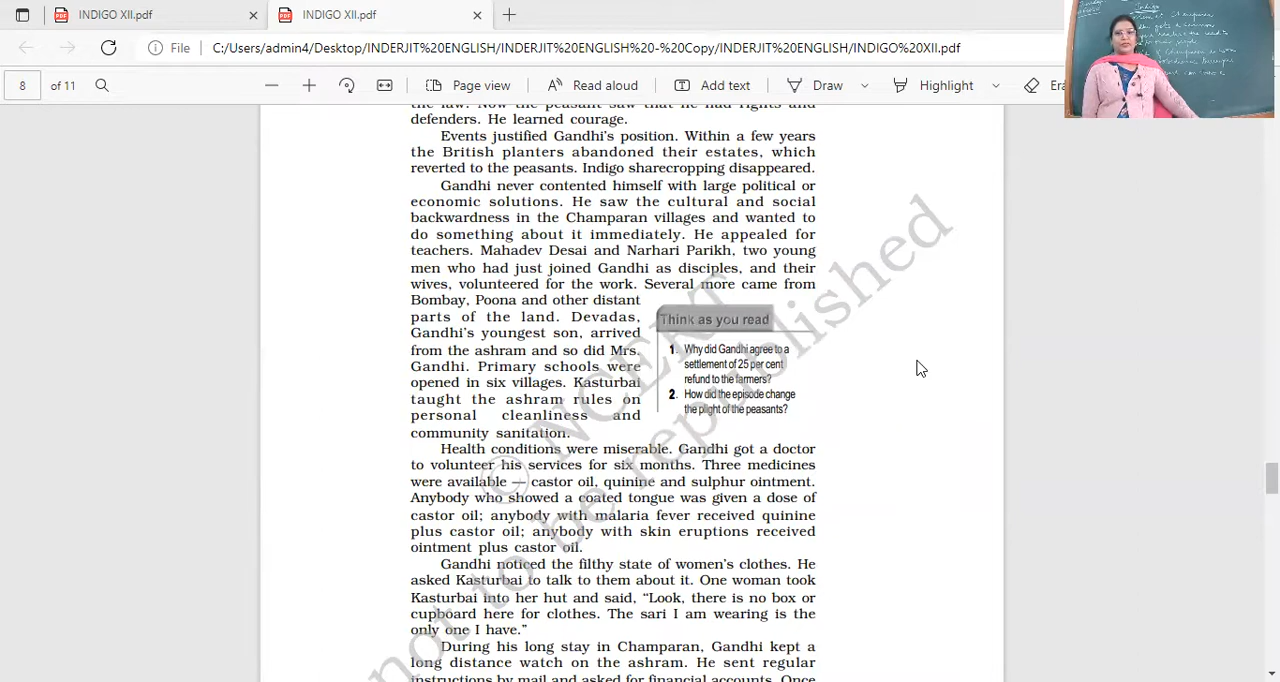 INDIGO XII.pdf
INDIGO XII.pdf
File
C:/Users/admin4/Desktop/INDERJIT%20ENGLISH/INDERJIT%20ENGLISH%20-%20Copy/INDERJIT%20ENGLISH/INDIGO%20XII.pdf
8 of 11
Page view
Read aloud
Add text
Draw
Highlight
Era
Indigo
the law. Now the peasant saw that he had rights and
defenders. He learned courage.
Events justified Gandhi's position. Within a few years
the British planters abandoned their estates, which
reverted to the peasants. Indigo sharecropping disappeared.
Gandhi never contented himself with large political or
economic solutions. He saw the cultural and social
backwardness in the Champaran villages and wanted to
do something about it immediately. He appealed for
teachers. Mahadev Desai and Narhari Parikh, two young
men who had just joined Gandhi as disciples, and their
wives, volunteered for the work. Several more came from
Bombay, Poona and other distant
parts of the land. Devadas,
Gandhi's youngest son, arrived
from the ashram and so did Mrs.
Gandhi. Primary schools were
opened in six villages. Kasturbai
taught the ashram rules on
personal cleanliness and
community sanitation.
Think as you read
1. Why did Gandhi agree to a
settlement of 25 per cent
refund to the farmers?
2. How did the episode change
the plight of the peasants?
Health conditions were miserable. Gandhi got a doctor
to volunteer his services for six months. Three medicines
were available — castor oil, quinine and sulphur ointment.
Anybody who showed a coated tongue was given a dose of
castor oil; anybody with malaria fever received quinine
plus castor oil; anybody with skin eruptions received
ointment plus castor oil.
Gandhi noticed the filthy state of women's clothes. He
asked Kasturbai to talk to them about it. One woman took
Kasturbai into her hut and said, “Look, there is no box or
cupboard here for clothes. The sari I am wearing is the
only one I have.”
During his long stay in Champaran, Gandhi kept a
long distance watch on the ashram. He sent regular
instructions by mail and asked for financial accounts. Once
© NCERT
not to be republished